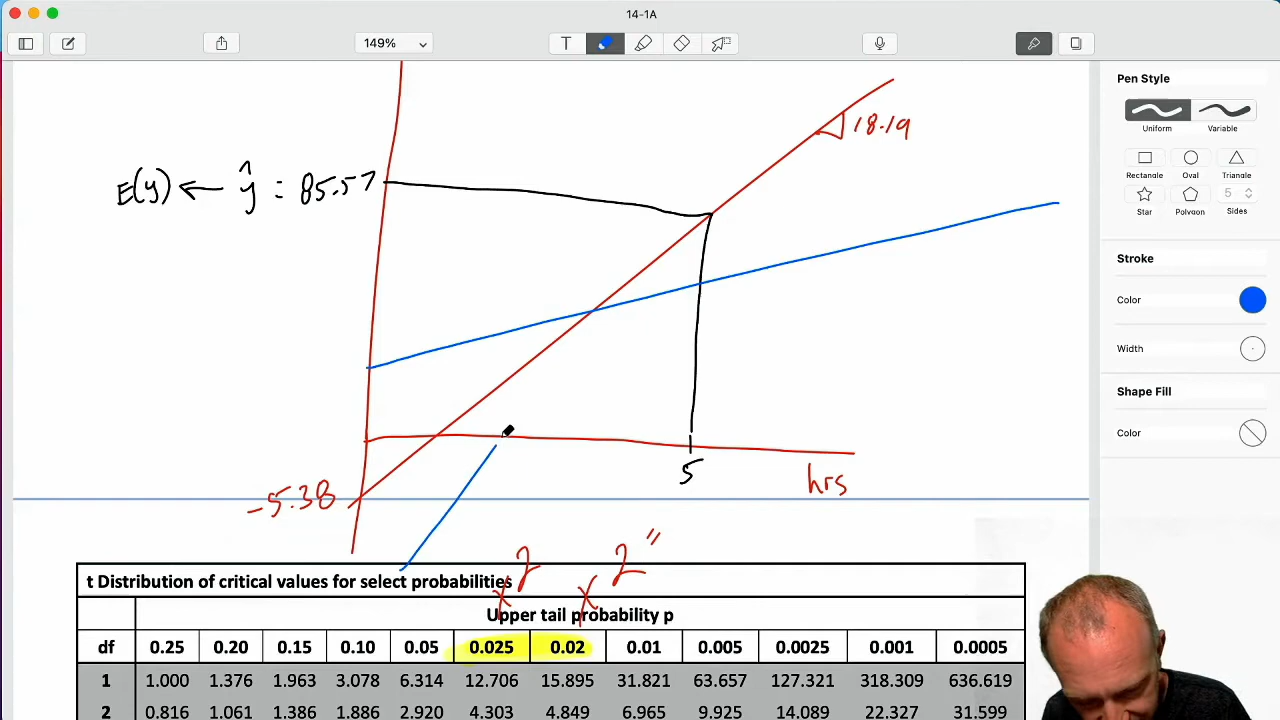 14-1A
149%
T
Pen Style
Uniform Variable
Rectangle Oval Triangle
Star Polygon 5 Sides
Stroke
Color
Width
Shape Fill
Color
18.19
E(y) ← ŷ = 85.57
5
hrs
-5.38
x2 x2"
t Distribution of critical values for select probabilities
Upper tail probability p
df 0.25 0.20 0.15 0.10 0.05 0.025 0.02 0.01 0.005 0.0025 0.001 0.0005
1 1.000 1.376 1.963 3.078 6.314 12.706 15.895 31.821 63.657 127.321 318.309 636.619
2 0.816 1.061 1.386 1.886 2.920 4.303 4.849 6.965 9.925 14.089 22.327 31.599